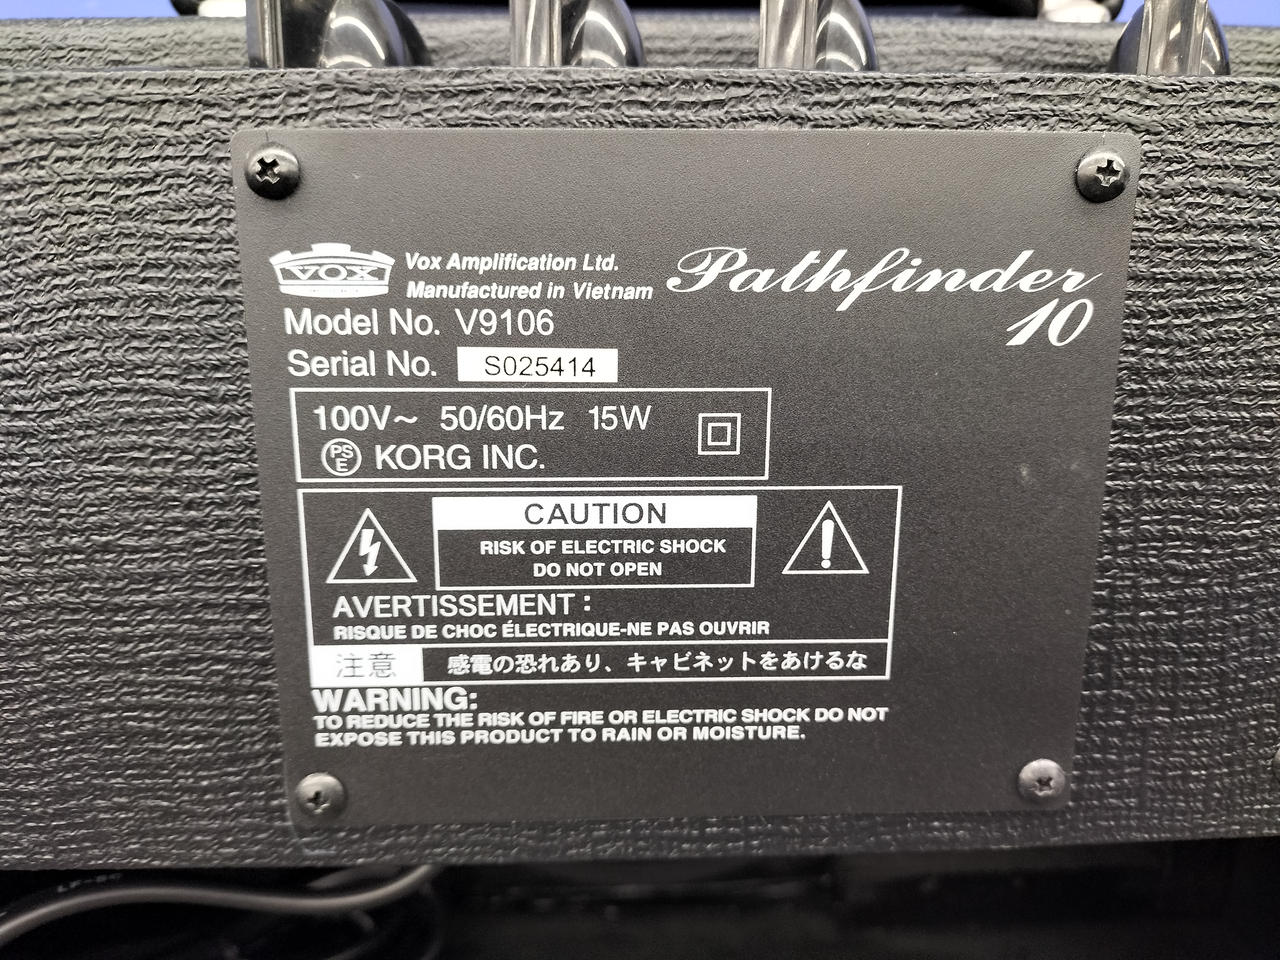 VOX
Vox Amplification Ltd.
Manufactured in Vietnam
Pathfinder
10
Model No. V9106
Serial No. S025414
100V~ 50/60Hz 15W
PS
E
KORG INC.
CAUTION
RISK OF ELECTRIC SHOCK
DO NOT OPEN
AVERTISSEMENT :
RISQUE DE CHOC ÉLECTRIQUE-NE PAS OUVRIR
注意 感電の恐れあり、キャビネットをあけるな
WARNING:
TO REDUCE THE RISK OF FIRE OR ELECTRIC SHOCK DO NOT
EXPOSE THIS PRODUCT TO RAIN OR MOISTURE.